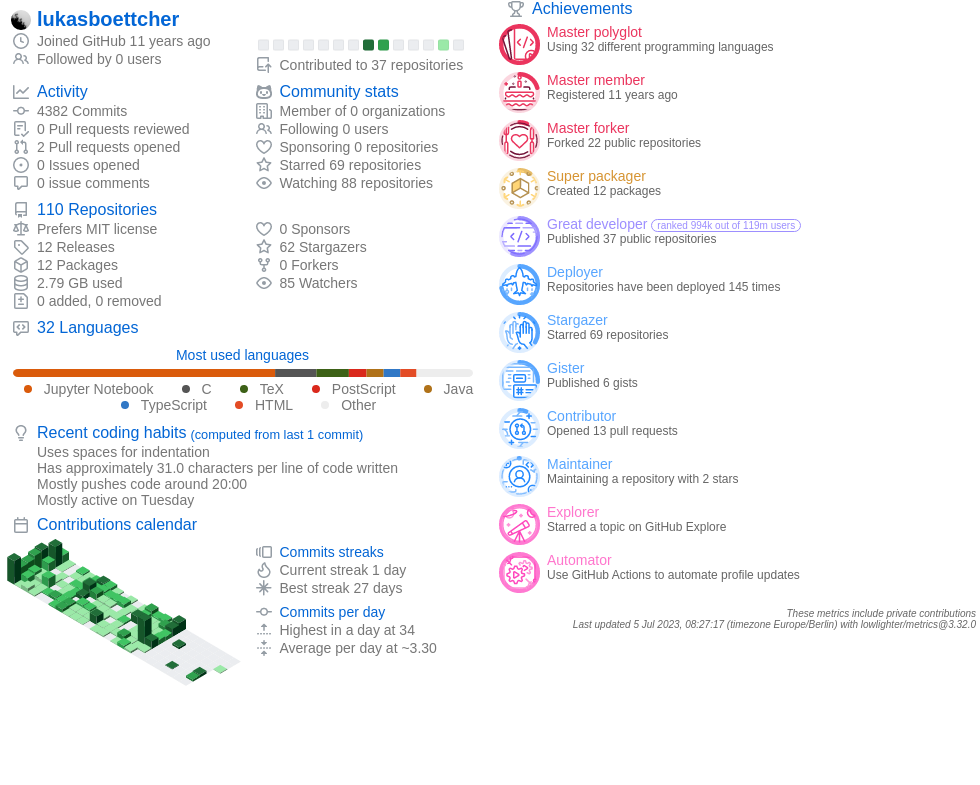 lukasboettcher
Joined GitHub 11 years ago
Followed by 0 users
Contributed to 37 repositories
Activity
4382 Commits
0 Pull requests reviewed
2 Pull requests opened
0 Issues opened
0 issue comments
Community stats
Member of 0 organizations
Following 0 users
Sponsoring 0 repositories
Starred 69 repositories
Watching 88 repositories
110 Repositories
Prefers MIT license
12 Releases
12 Packages
2.79 GB used
0 added, 0 removed
0 Sponsors
62 Stargazers
0 Forkers
85 Watchers
32 Languages
Most used languages
Jupyter Notebook C TeX PostScript Java
TypeScript HTML Other
Recent coding habits (computed from last 1 commit)
Uses spaces for indentation
Has approximately 31.0 characters per line of code written
Mostly pushes code around 20:00
Mostly active on Tuesday
Contributions calendar
Commits streaks
Current streak 1 day
Best streak 27 days
Commits per day
Highest in a day at 34
Average per day at ~3.30
Achievements
Master polyglot
Using 32 different programming languages
Master member
Registered 11 years ago
Master forker
Forked 22 public repositories
Super packager
Created 12 packages
Great developer ranked 994k out of 119m users
Published 37 public repositories
Deployer
Repositories have been deployed 145 times
Stargazer
Starred 69 repositories
Gister
Published 6 gists
Contributor
Opened 13 pull requests
Maintainer
Maintaining a repository with 2 stars
Explorer
Starred a topic on GitHub Explore
Automator
Use GitHub Actions to automate profile updates
These metrics include private contributions
Last updated 5 Jul 2023, 08:27:17 (timezone Europe/Berlin) with lowlighter/metrics@3.32.0